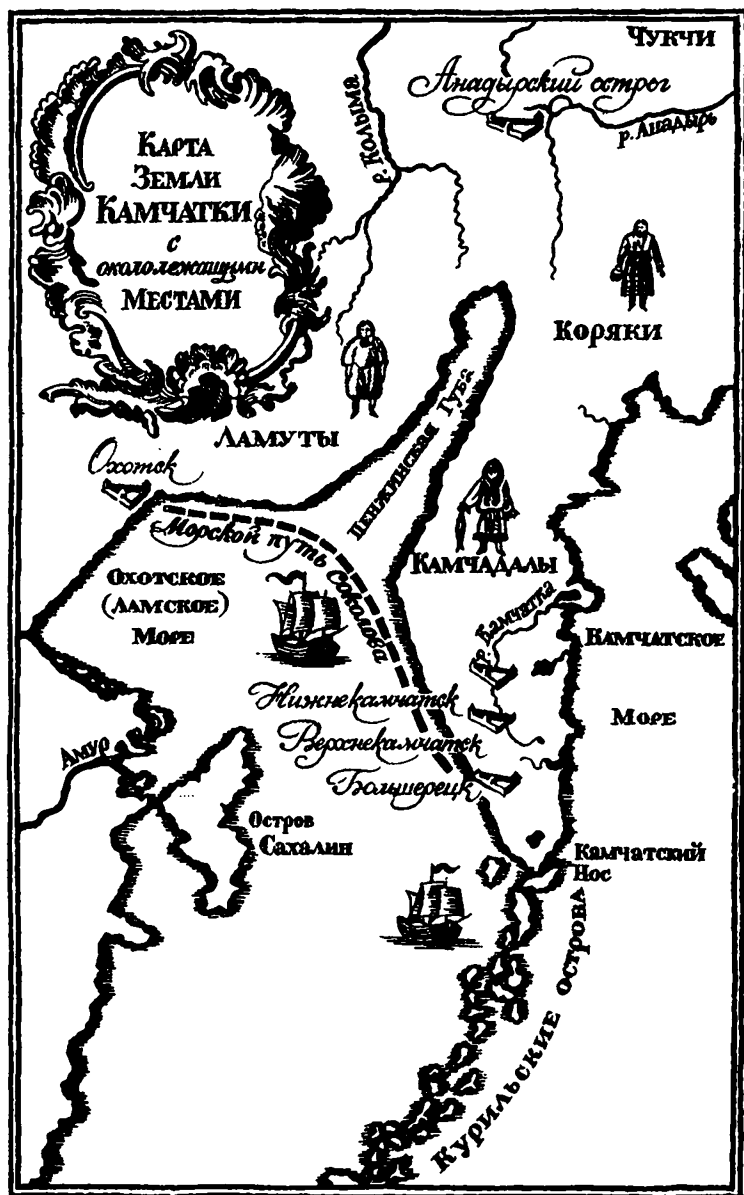 Карта
Земли
Камчатки
с
окололежащими
Местами
Чукчи
Анадырский острог
р. Анадырь
р. Колыма
Коряки
Ламуты
Пенжинская Губа
Охотск
Морской путь Соколова
Камчадалы
Охотское
(Ламское)
Море
р. Камчатка
Камчатское
Море
Нижнекамчатск
Верхнекамчатск
Большерецк
Амур
Остров
Сахалин
Камчатский
Нос
Курильские острова